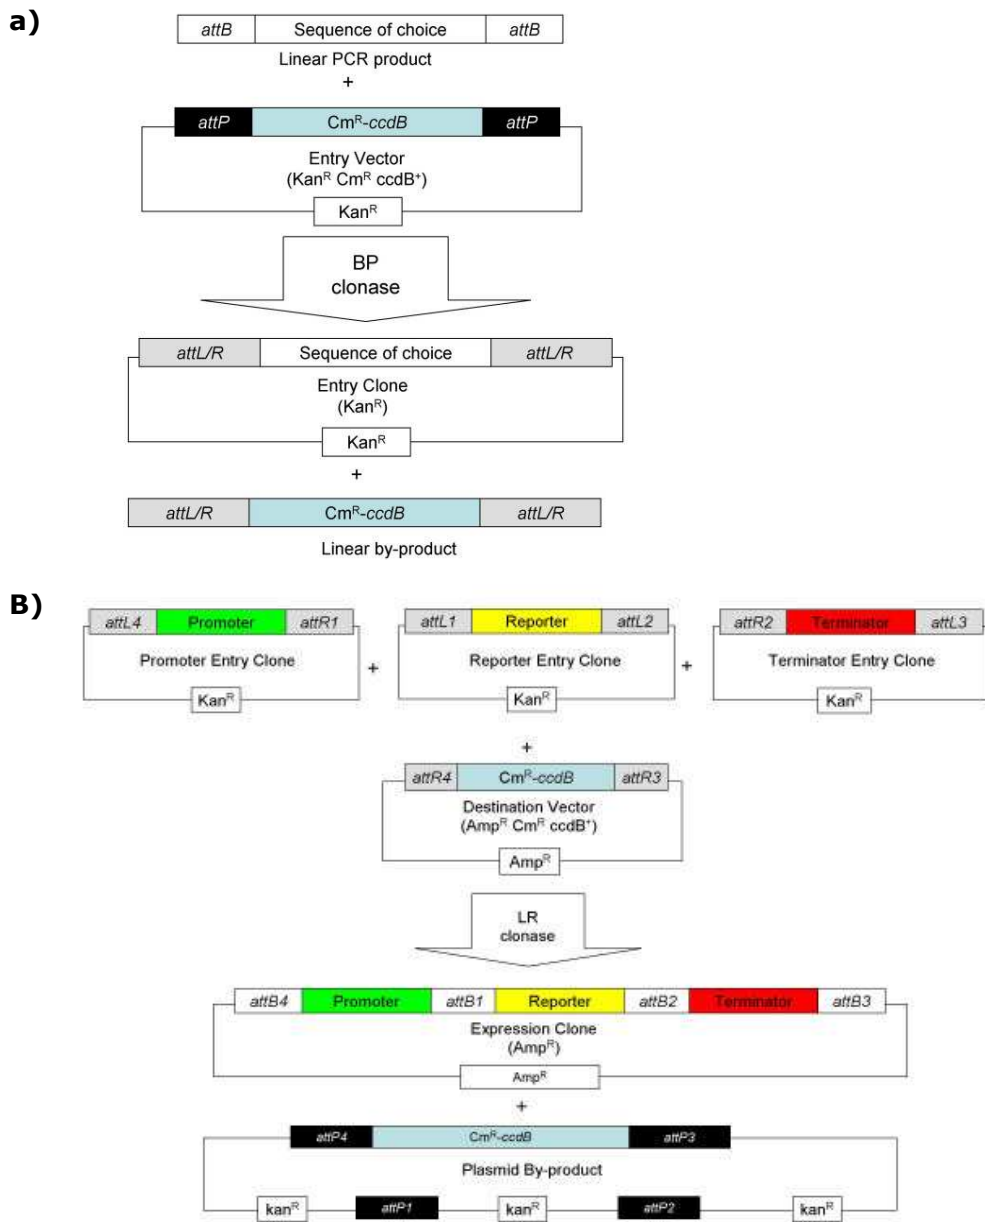 a)
attB Sequence of choice attB
Linear PCR product
+
attP Cmᴿ-ccdB attP
Entry Vector
(Kanᴿ Cmᴿ ccdB⁺)
Kanᴿ
BP
clonase
attL/R Sequence of choice attL/R
Entry Clone
(Kanᴿ)
Kanᴿ
+
attL/R Cmᴿ-ccdB attL/R
Linear by-product
B)
attL4 Promoter attR1 attL1 Reporter attL2 attR2 Terminator attL3
Promoter Entry Clone + Reporter Entry Clone + Terminator Entry Clone
Kanᴿ Kanᴿ Kanᴿ
+
attR4 Cmᴿ-ccdB attR3
Destination Vector
(Ampᴿ Cmᴿ ccdB⁺)
Ampᴿ
LR
clonase
attB4 Promoter attB1 Reporter attB2 Terminator attB3
Expression Clone
(Ampᴿ)
Ampᴿ
+
attP4 Cmᴿ-ccdB attP3
Plasmid By-product
kanᴿ attP1 kanᴿ attP2 kanᴿ